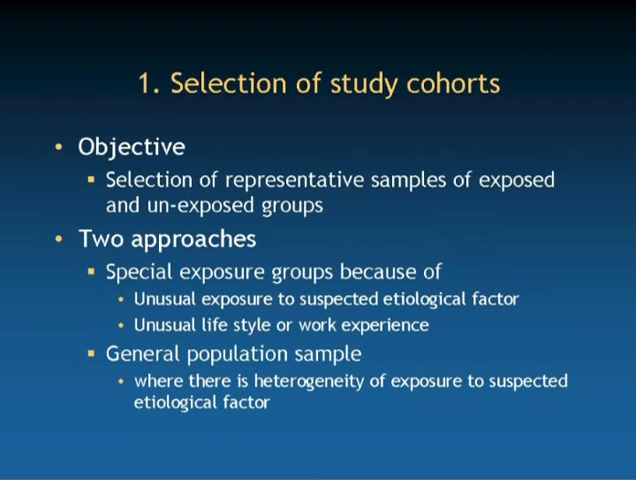 1. Selection of study cohorts
• Objective
▪ Selection of representative samples of exposed
and un-exposed groups
• Two approaches
▪ Special exposure groups because of
• Unusual exposure to suspected etiological factor
• Unusual life style or work experience
▪ General population sample
• where there is heterogeneity of exposure to suspected
etiological factor